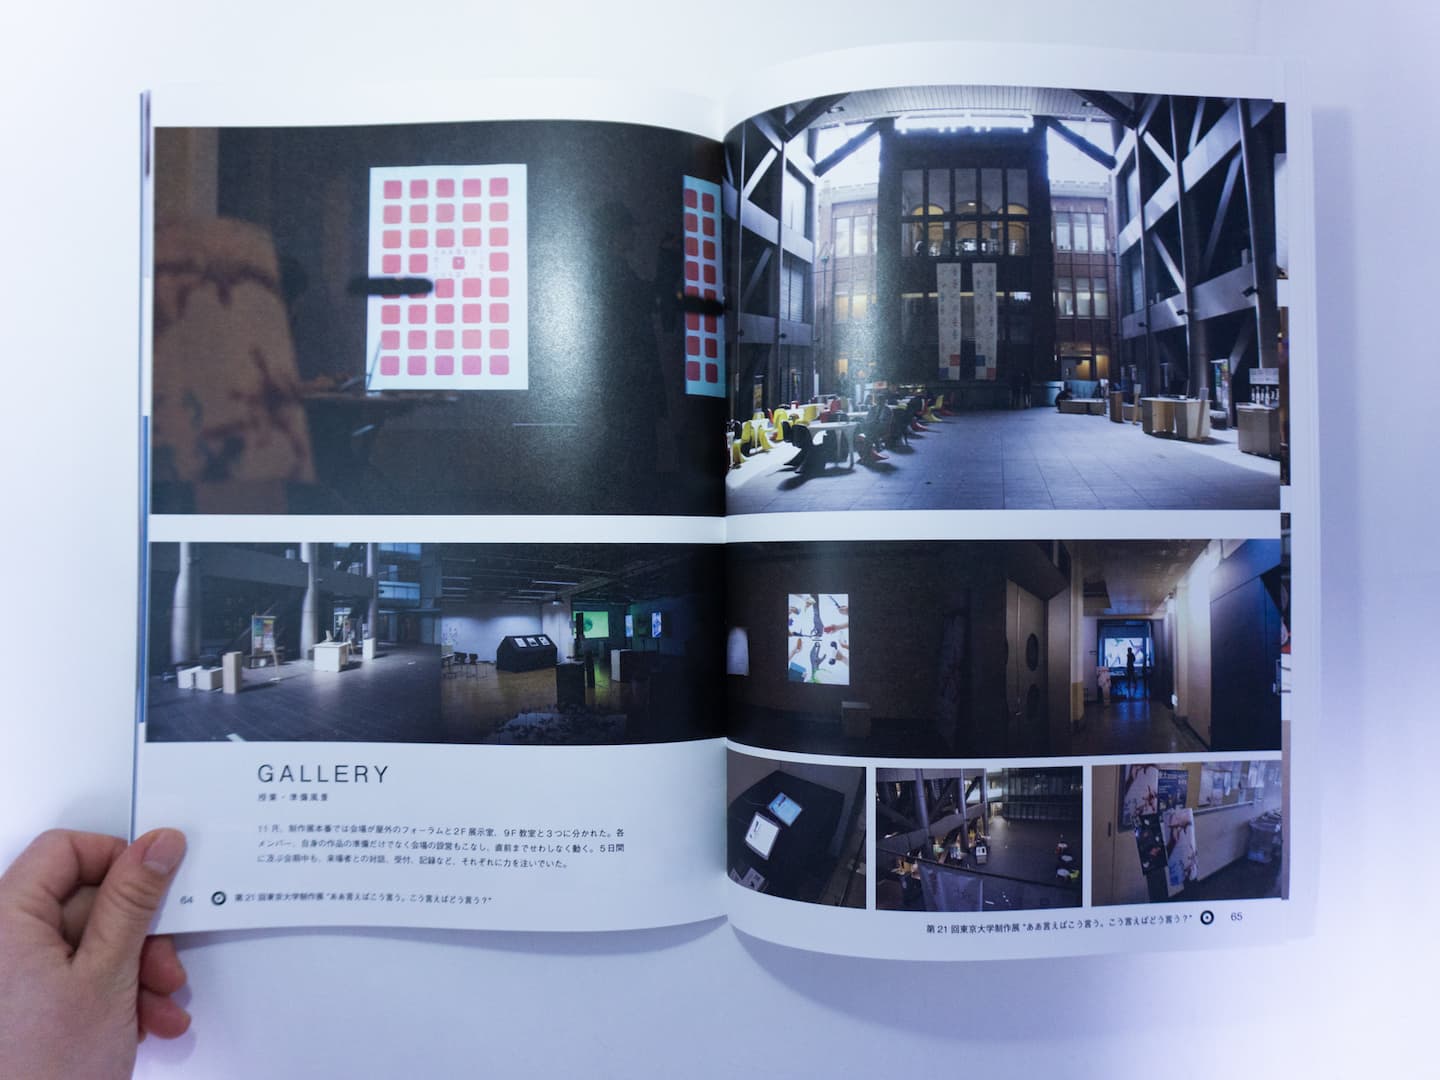 GALLERY
授業・準備風景
11月、制作展本番では会場が屋外のフォーラムと2F展示室、9F教室と3つに分かれた。各
メンバー、自身の作品の準備だけでなく会場の設営もこなし、直前までせわしなく動く。5日間
に及ぶ会期中も、来場者との対話、受付、記録など、それぞれに力を注いでいた。
64 第21回東京大学制作展 "ああ言えばこう言う。こう言えばどう言う?"
第21回東京大学制作展 "ああ言えばこう言う。こう言えばどう言う?" 65